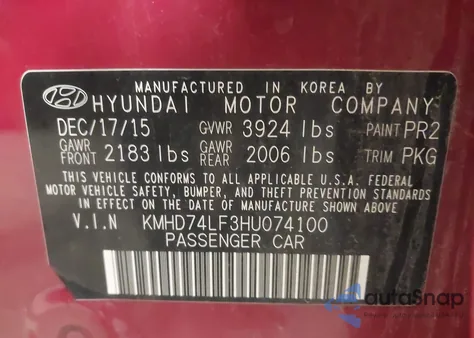 MANUFACTURED IN KOREA BY
HYUNDAI MOTOR COMPANY
DEC/17/15 GVWR 3924 lbs PAINT PR2
GAWR FRONT 2183 lbs GAWR REAR 2006 lbs TRIM PKG
THIS VEHICLE CONFORMS TO ALL APPLICABLE U.S.A. FEDERAL
MOTOR VEHICLE SAFETY, BUMPER, AND THEFT PREVENTION STANDARDS
IN EFFECT ON THE DATE OF MANUFACTURE SHOWN ABOVE.
V.I.N KMHD74LF3HU074100
PASSENGER CAR
autoSnap